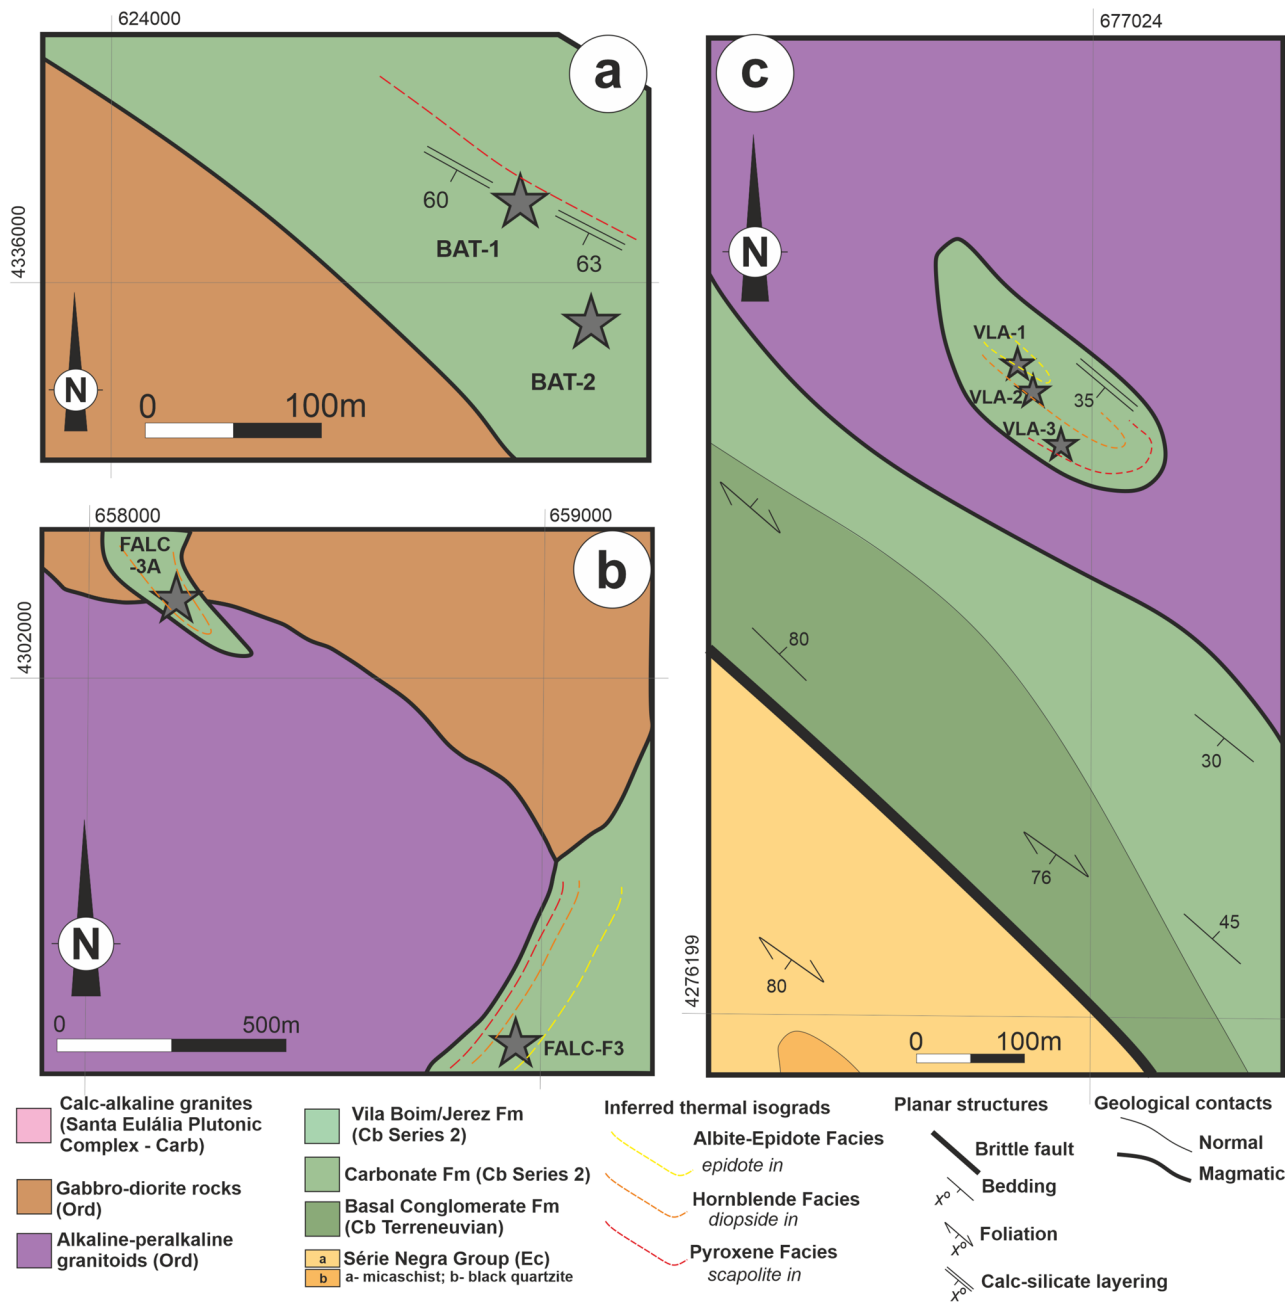 624000
4336000
a
60
BAT-1
63
BAT-2
N
0 100m
658000
659000
4302000
FALC
-3A
b
N
0 500m
FALC-F3
677024
c
N
VLA-1
VLA-2
35
VLA-3
80
30
76
45
80
4276199
0 100m
Calc-alkaline granites
(Santa Eulália Plutonic
Complex - Carb)
Gabbro-diorite rocks
(Ord)
Alkaline-peralkaline
granitoids (Ord)
Vila Boim/Jerez Fm
(Cb Series 2)
Carbonate Fm (Cb Series 2)
Basal Conglomerate Fm
(Cb Terreneuvian)
a Série Negra Group (Ec)
b a- micaschist; b- black quartzite
Inferred thermal isograds
Albite-Epidote Facies
epidote in
Hornblende Facies
diopside in
Pyroxene Facies
scapolite in
Planar structures
Brittle fault
xº Bedding
xº Foliation
xº Calc-silicate layering
Geological contacts
Normal
Magmatic